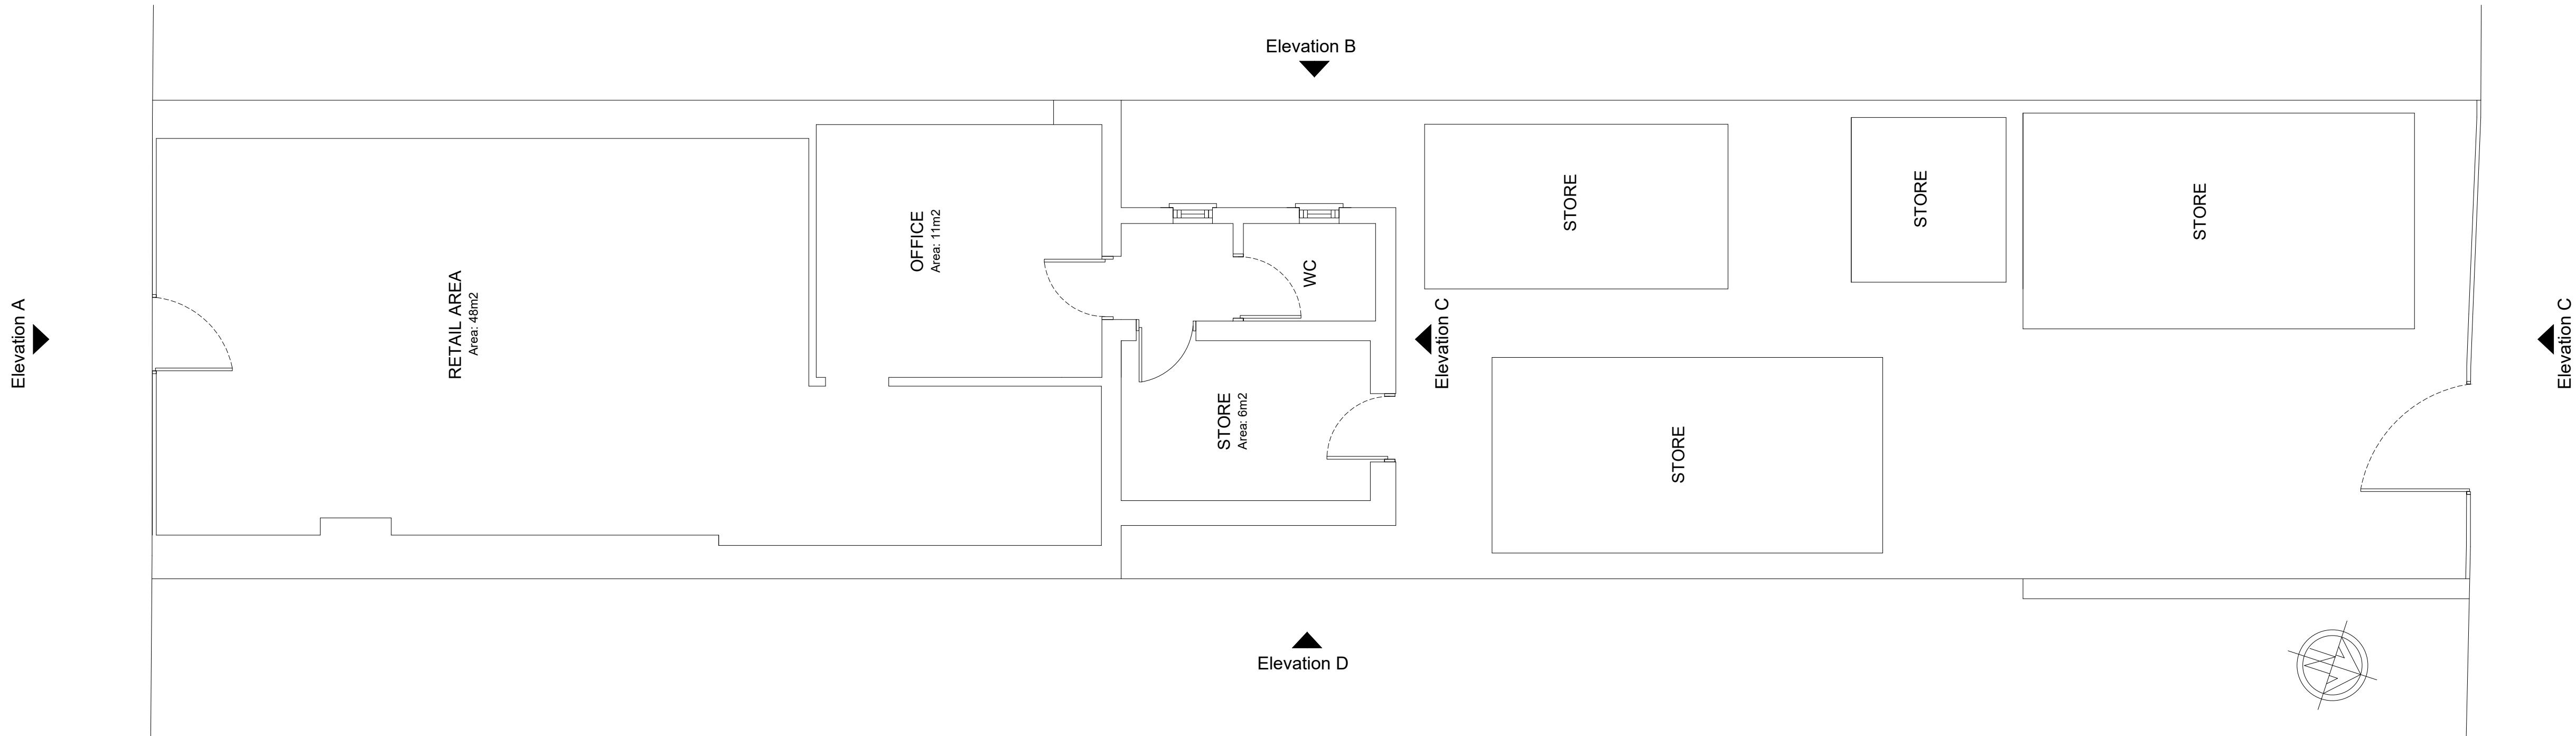 Elevation B
Elevation A
RETAIL AREA
Area: 48m2
OFFICE
Area: 11m2
WC
STORE
Area: 6m2
Elevation C
STORE
STORE
STORE
STORE
Elevation C
Elevation D
N